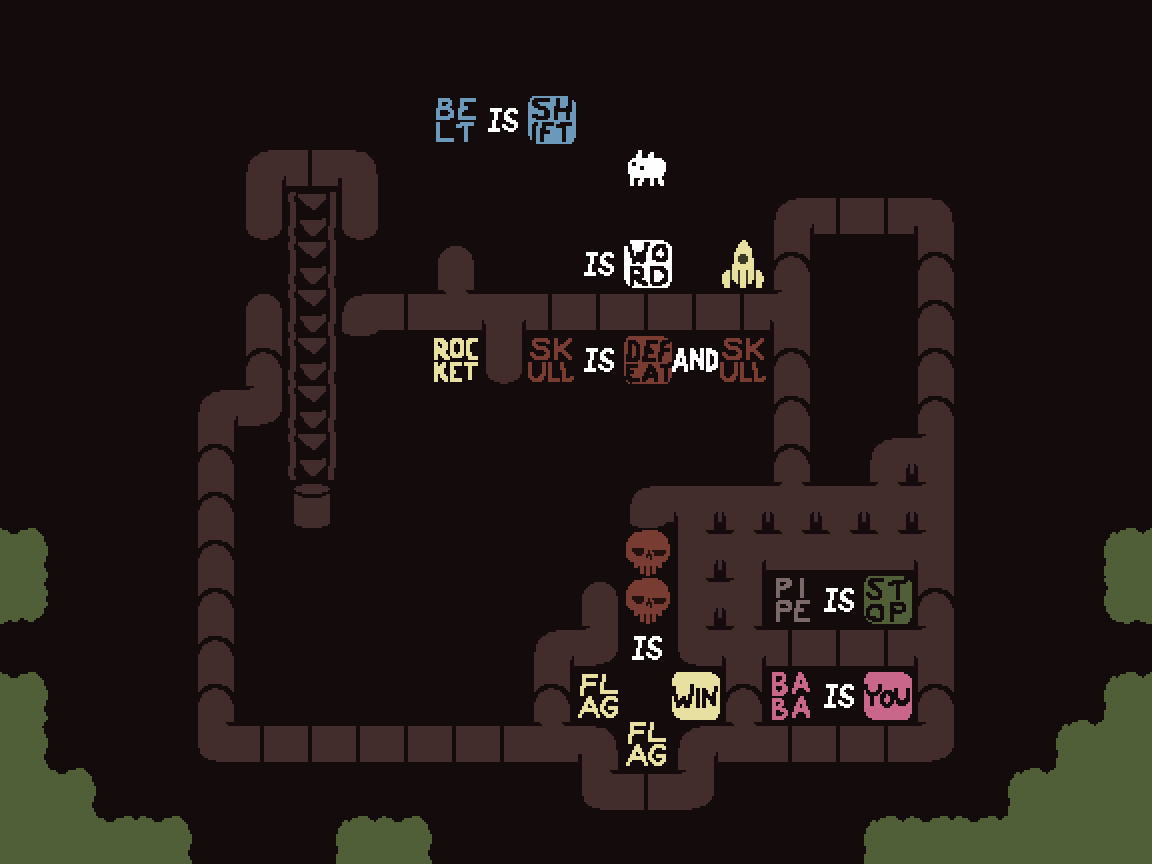 BELT IS SHIFT
IS WORD
ROCKET SKULL IS DEFEAT AND SKULL
PIPE IS STOP
IS
FLAG WIN BABA IS YOU
FLAG